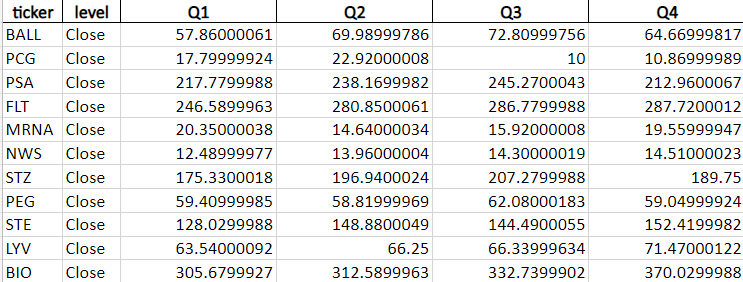 ticker level Q1 Q2 Q3 Q4
BALL Close 57.86000061 69.98999786 72.80999756 64.66999817
PCG Close 17.79999924 22.92000008 10 10.86999989
PSA Close 217.7799988 238.1699982 245.2700043 212.9600067
FLT Close 246.5899963 280.8500061 286.7799988 287.7200012
MRNA Close 20.35000038 14.64000034 15.92000008 19.55999947
NWS Close 12.48999977 13.96000004 14.30000019 14.51000023
STZ Close 175.3300018 196.9400024 207.2799988 189.75
PEG Close 59.40999985 58.81999969 62.08000183 59.04999924
STE Close 128.0299988 148.8800049 144.4900055 152.4199982
LYV Close 63.54000092 66.25 66.33999634 71.47000122
BIO Close 305.6799927 312.5899963 332.7399902 370.0299988